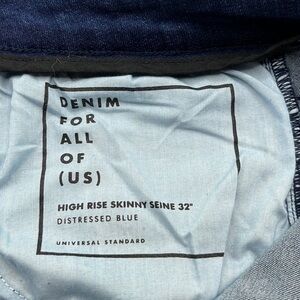 DENIM
FOR
ALL
OF
(US)
HIGH RISE SKINNY SEINE 32"
DISTRESSED BLUE
UNIVERSAL STANDARD